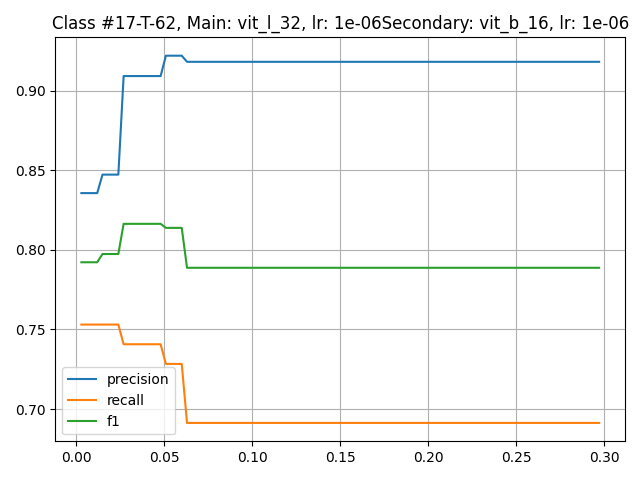 Class #17-T-62, Main: vit_l_32, lr: 1e-06Secondary: vit_b_16, lr: 1e-06
0.90
0.85
0.80
0.75
0.70
precision
recall
f1
0.00 0.05 0.10 0.15 0.20 0.25 0.30